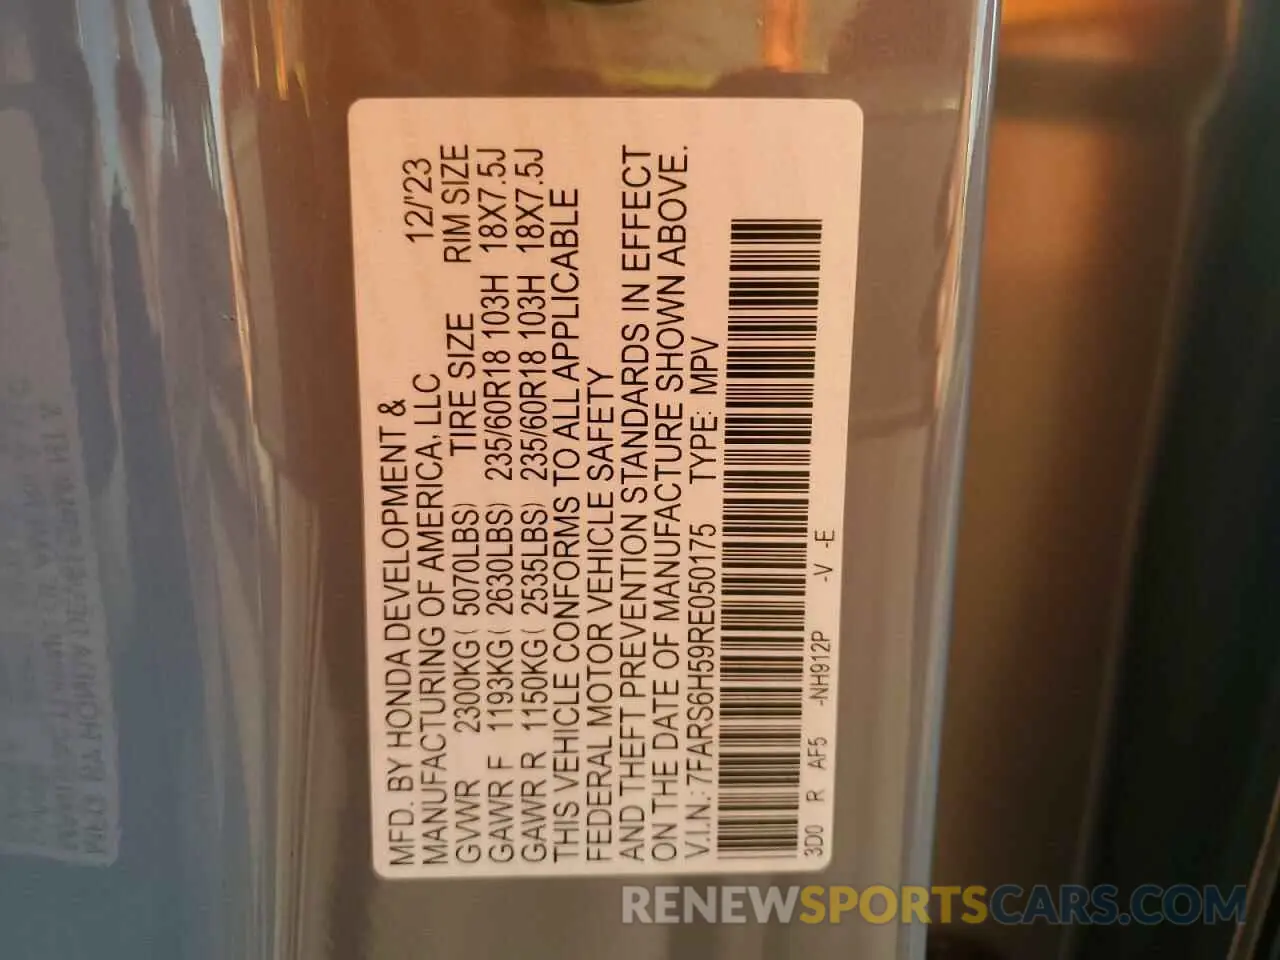 MFD. BY HONDA DEVELOPMENT &
MANUFACTURING OF AMERICA, LLC 12/'23
GVWR 2300KG( 5070LBS) TIRE SIZE RIM SIZE
GAWR F 1193KG( 2630LBS) 235/60R18 103H 18X7.5J
GAWR R 1150KG( 2535LBS) 235/60R18 103H 18X7.5J
THIS VEHICLE CONFORMS TO ALL APPLICABLE
FEDERAL MOTOR VEHICLE SAFETY
AND THEFT PREVENTION STANDARDS IN EFFECT
ON THE DATE OF MANUFACTURE SHOWN ABOVE.
V.I.N.: 7FARS6H59RE050175 TYPE: MPV
3D0 R AF5 -NH912P -V -E
RENEWSPORTSCARS.COM